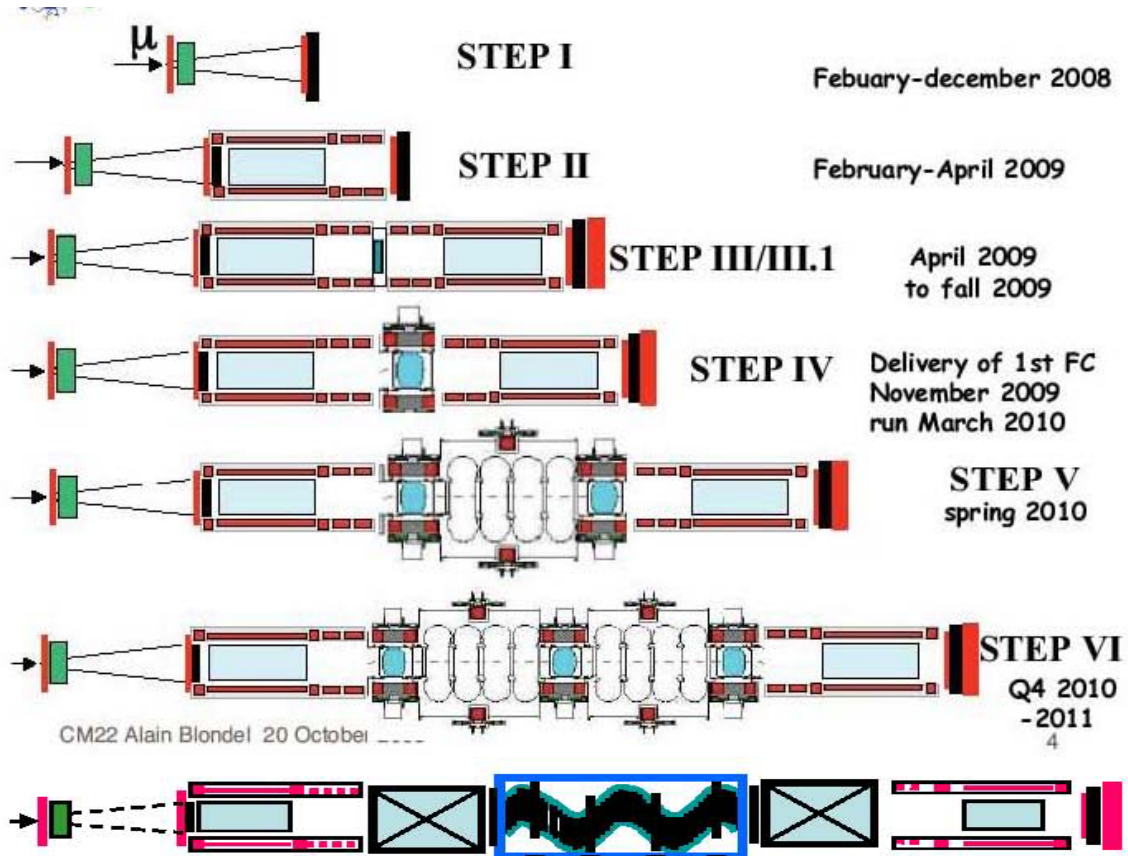 μ
STEP I
Febuary-december 2008
STEP II
February-April 2009
STEP III/III.1
April 2009
to fall 2009
STEP IV
Delivery of 1st FC
November 2009
run March 2010
STEP V
spring 2010
STEP VI
Q4 2010
-2011
CM22 Alain Blondel 20 October
4